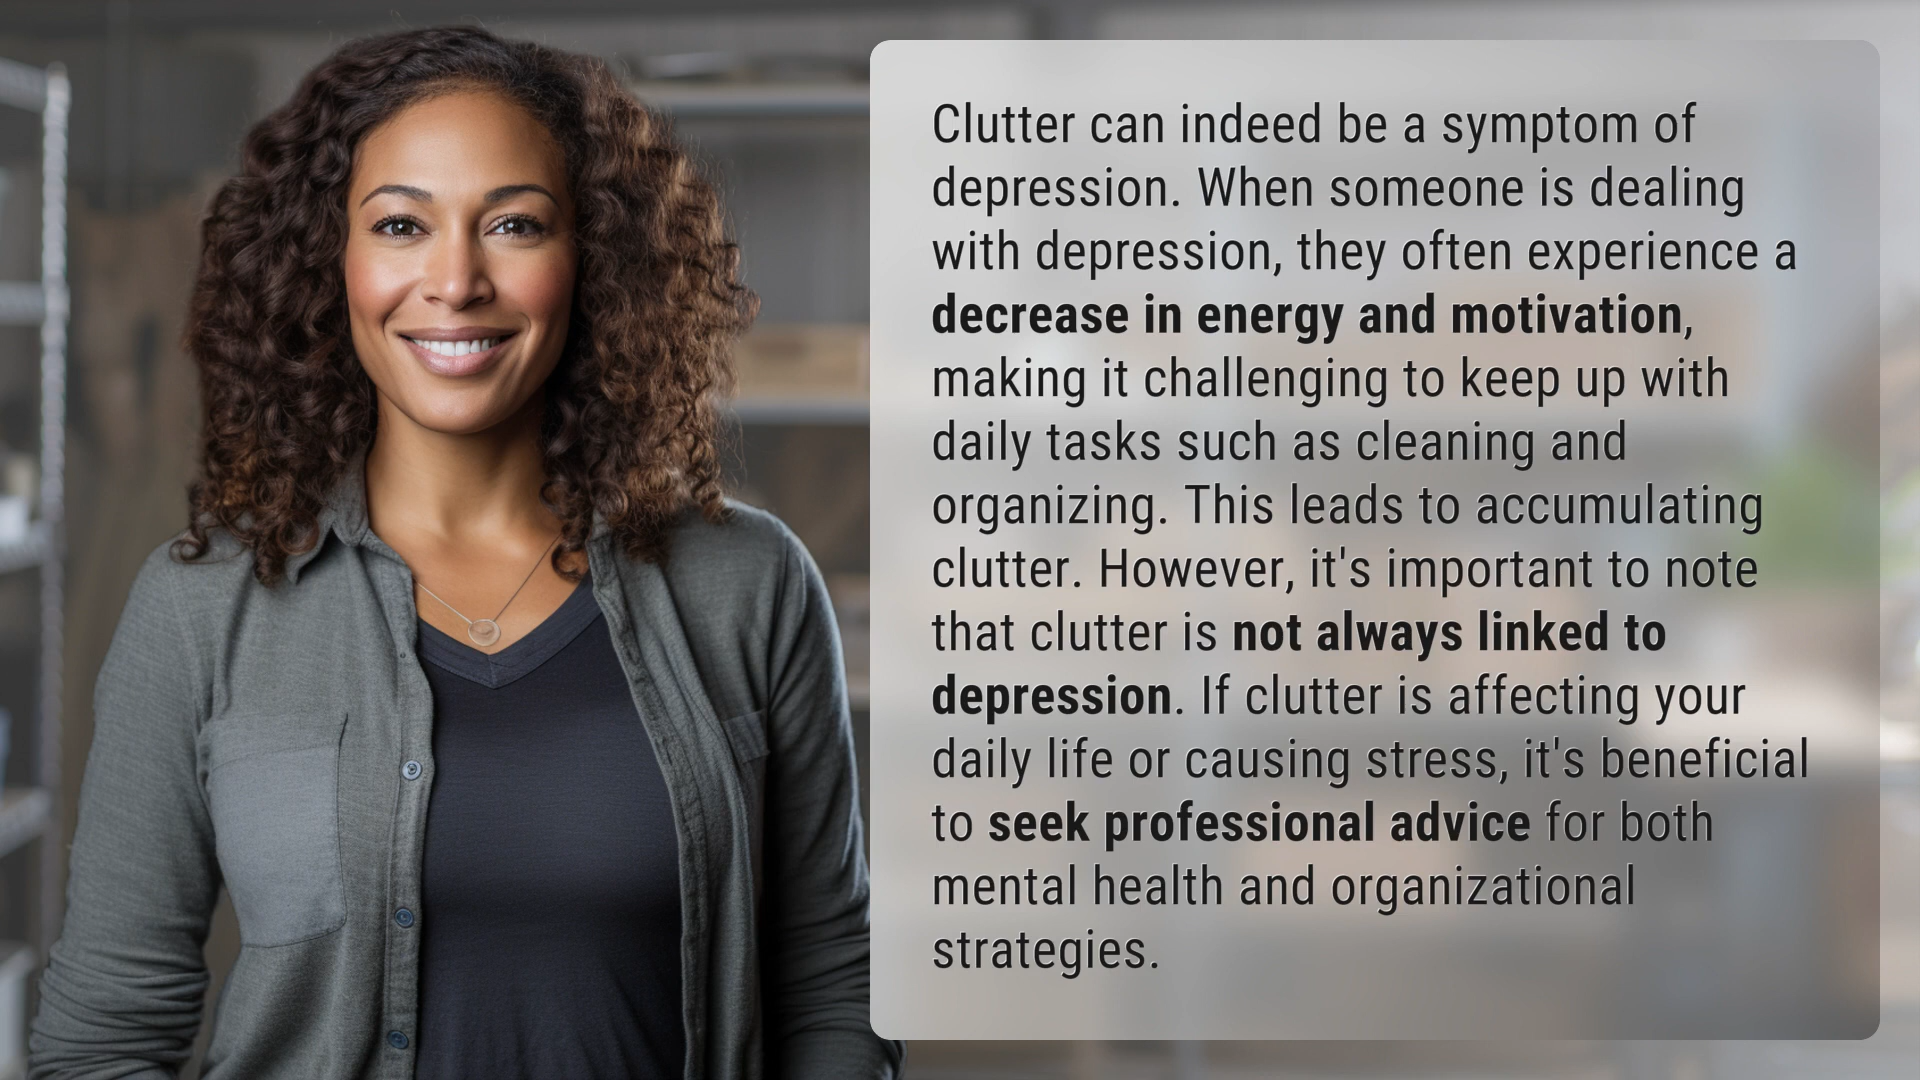 Clutter can indeed be a symptom of
depression. When someone is dealing
with depression, they often experience a
decrease in energy and motivation,
making it challenging to keep up with
daily tasks such as cleaning and
organizing. This leads to accumulating
clutter. However, it's important to note
that clutter is not always linked to
depression. If clutter is affecting your
daily life or causing stress, it's beneficial
to seek professional advice for both
mental health and organizational
strategies.